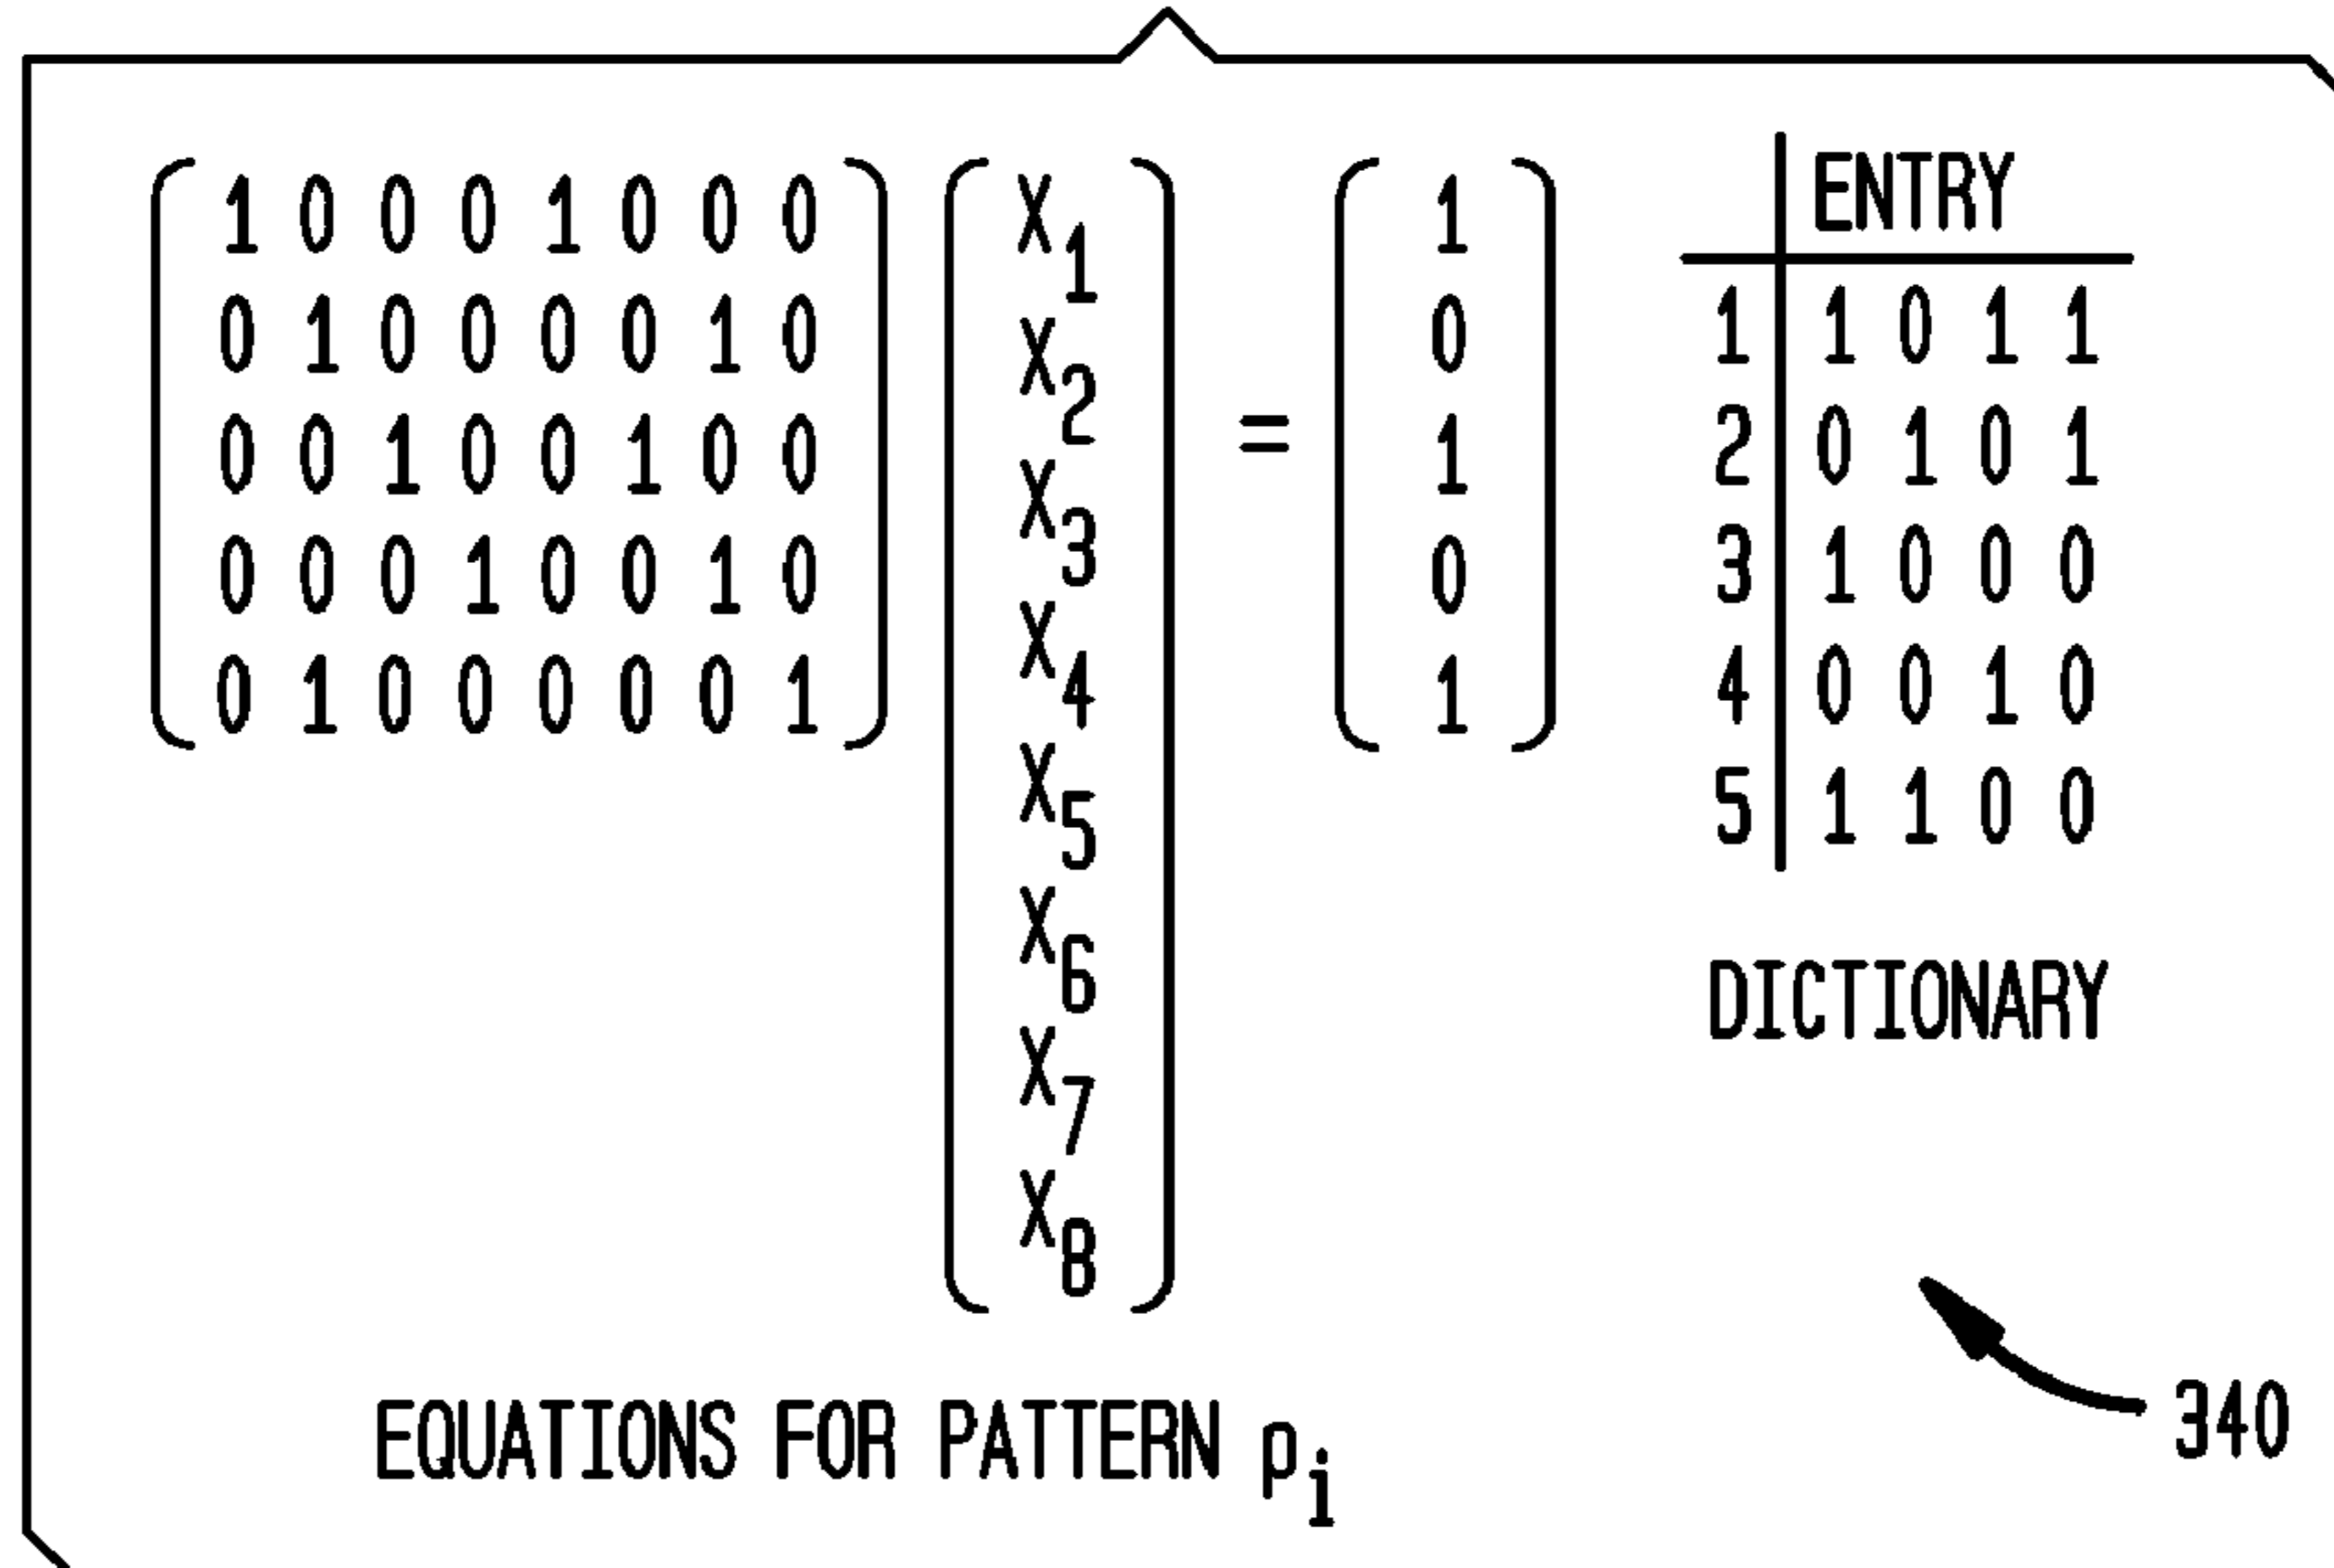 1 0 0 0 1 0 0 0
0 1 0 0 0 0 1 0
0 0 1 0 0 1 0 0
0 0 0 1 0 0 1 0
0 1 0 0 0 0 0 1
X1
X2
X3
X4
X5
X6
X7
X8
=
1
0
1
0
1
ENTRY
1 1 0 1 1
2 0 1 0 1
3 1 0 0 0
4 0 0 1 0
5 1 1 0 0
DICTIONARY
EQUATIONS FOR PATTERN pi
340